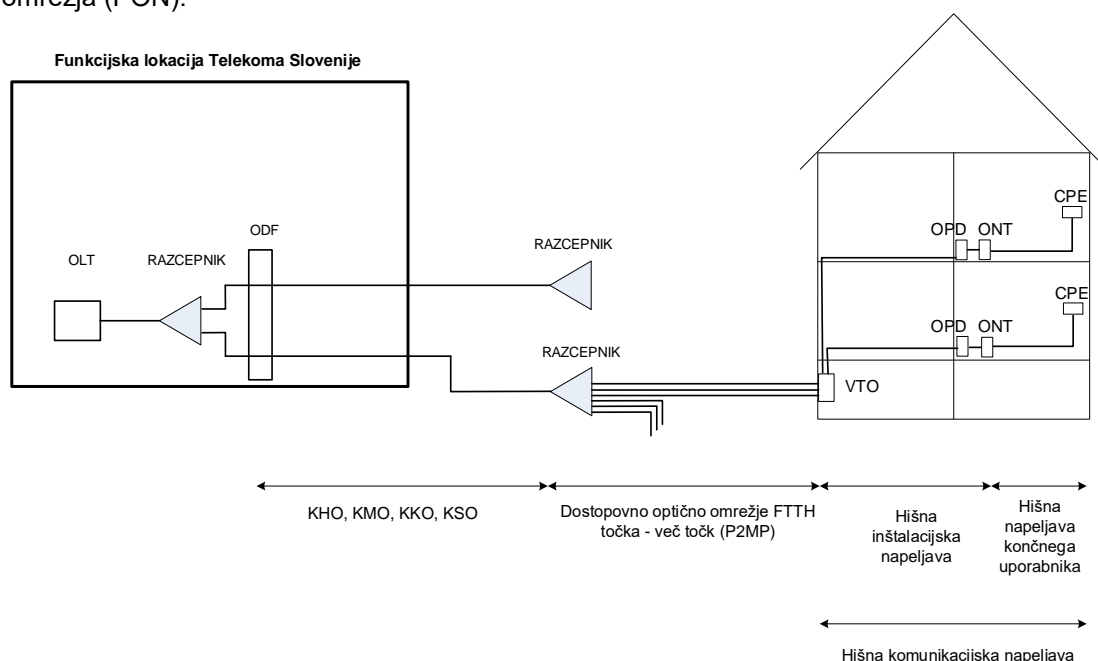 omrežja (PON).
Funkcijska lokacija Telekoma Slovenije
OLT
RAZCEPNIK
ODF
RAZCEPNIK
RAZCEPNIK
CPE
OPD ONT
CPE
OPD ONT
VTO
KHO, KMO, KKO, KSO
Dostopovno optično omrežje FTTH
točka - več točk (P2MP)
Hišna
inštalacijska
napeljava
Hišna
napeljava
končnega
uporabnika
Hišna komunikacijska napeljava